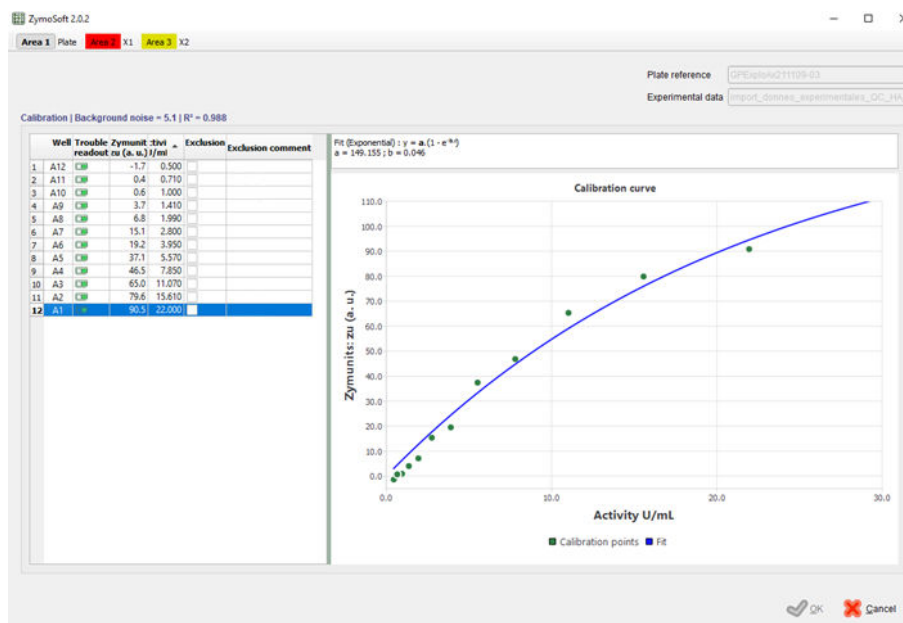 ZymoSoft 2.0.2
Area 1 Plate Area 2 X1 Area 3 X2
Plate reference GPExploAr211109-03
Experimental data import_donnes_experimentales_QC_HA
Calibration | Background noise = 5.1 | R² = 0.988
Well Trouble Zymunit :tivi Exclusion Exclusion comment
readout zu (a. u.) J/ml
1 A12 -1.7 0.500
2 A11 0.4 0.710
3 A10 0.6 1.000
4 A9 3.7 1.410
5 A8 6.8 1.990
6 A7 15.1 2.800
7 A6 19.2 3.950
8 A5 37.1 5.570
9 A4 46.5 7.850
10 A3 65.0 11.070
11 A2 79.6 15.610
12 A1 90.5 22.000
Fit (Exponential) : y = a.(1 - e
a = 149.155 ; b = 0.046
Calibration curve
Zymunits: zu (a. u.)
110.0
100.0
90.0
80.0
70.0
60.0
50.0
40.0
30.0
20.0
10.0
0.0
0.0 10.0 20.0 30.0
Activity U/mL
Calibration points Fit
OK Cancel